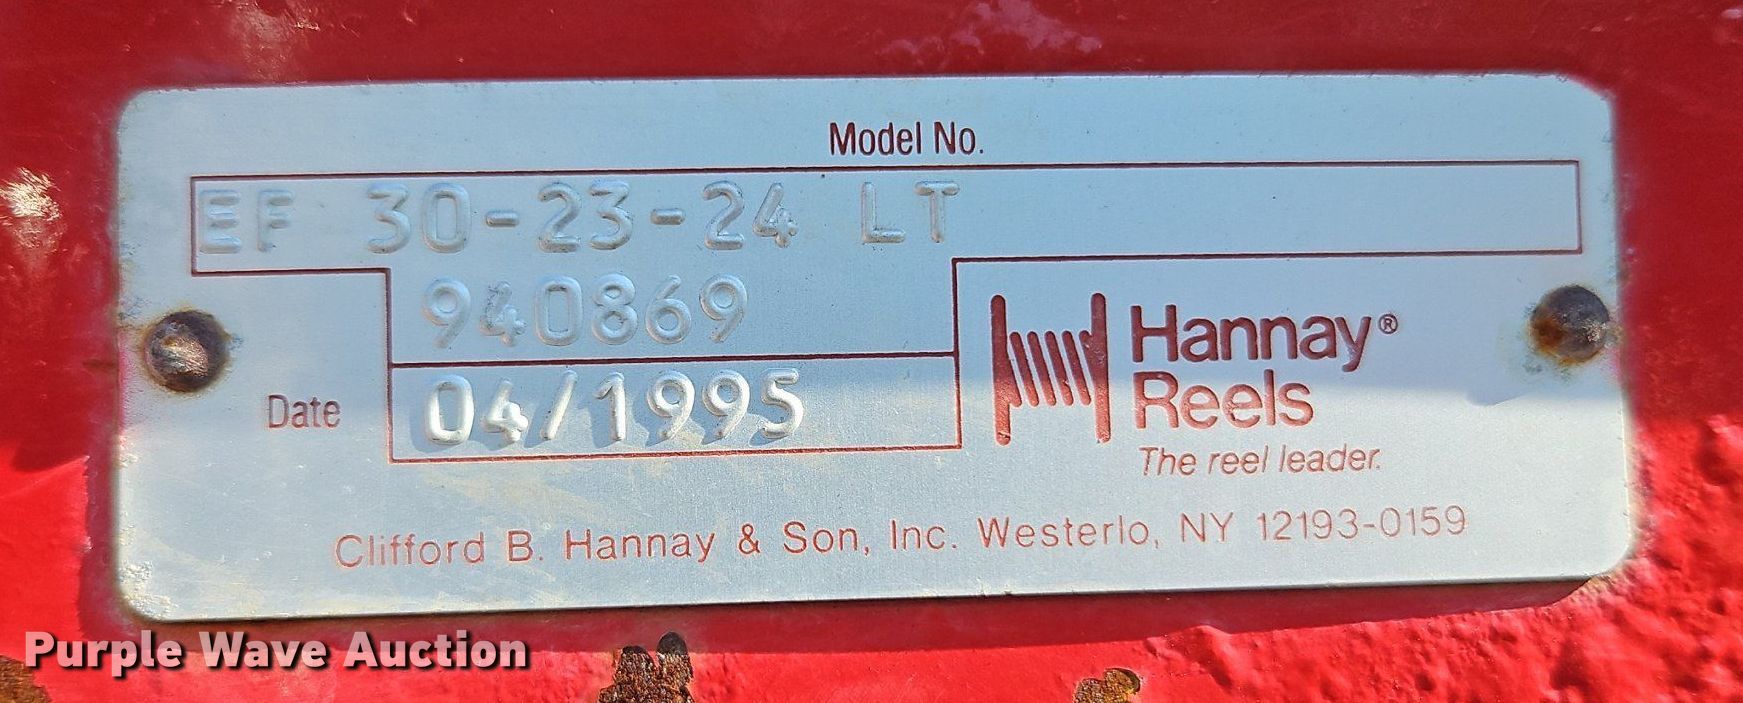 Model No.
EF 30-23-24 LT
940869
Date 04/1995
Hannay®
Reels
The reel leader.
Clifford B. Hannay & Son, Inc. Westerlo, NY 12193-0159
Purple Wave Auction